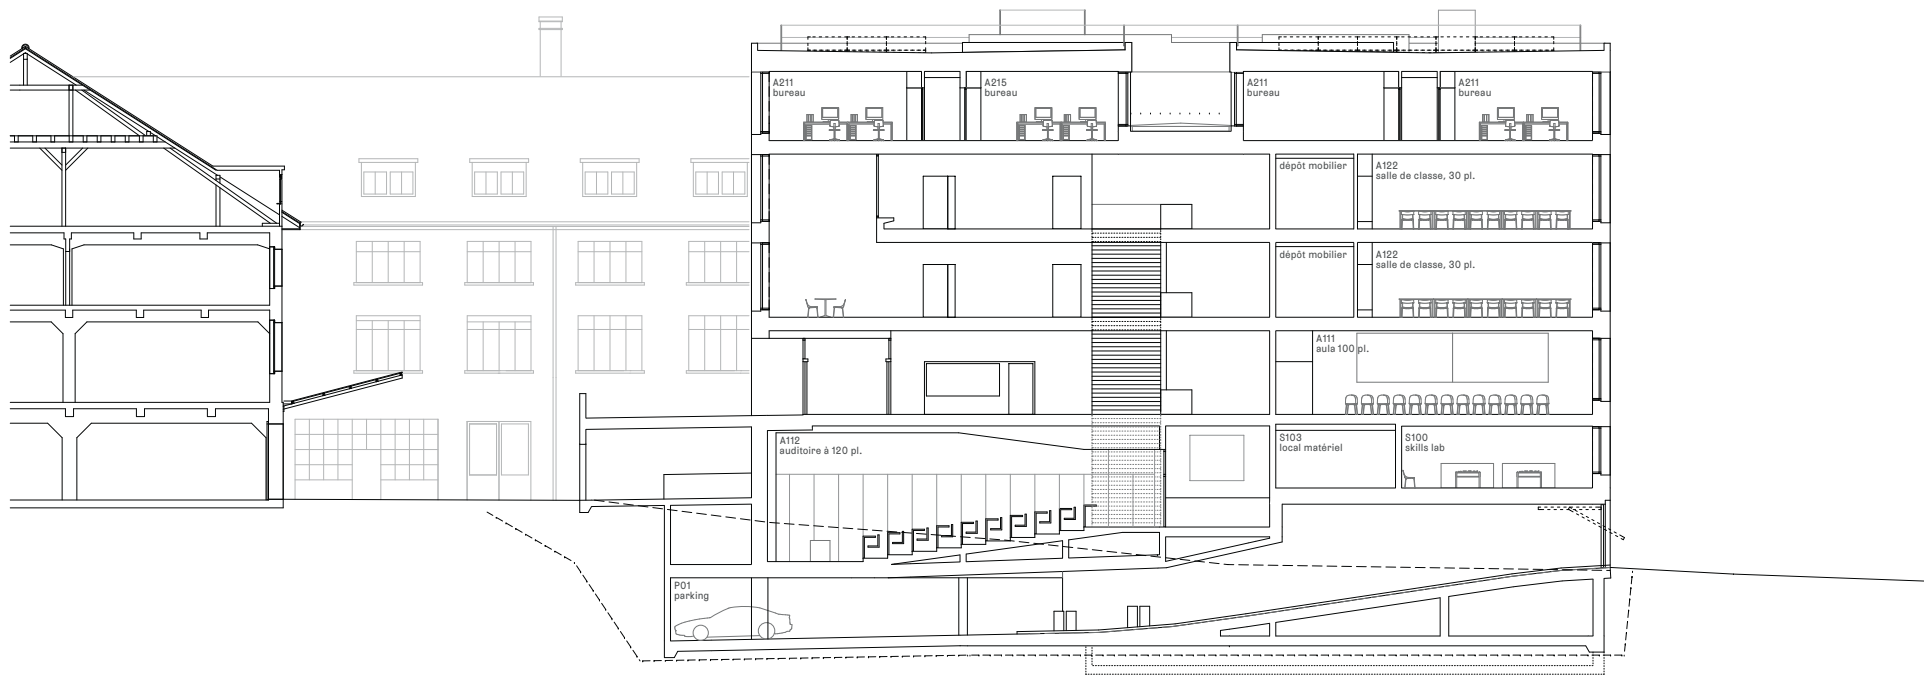 A211
bureau
A215
bureau
A211
bureau
A211
bureau
dépôt mobilier
A122
salle de classe, 30 pl.
dépôt mobilier
A122
salle de classe, 30 pl.
A111
aula 100 pl.
A112
auditoire à 120 pl.
S103
local matériel
S100
skills lab
P01
parking